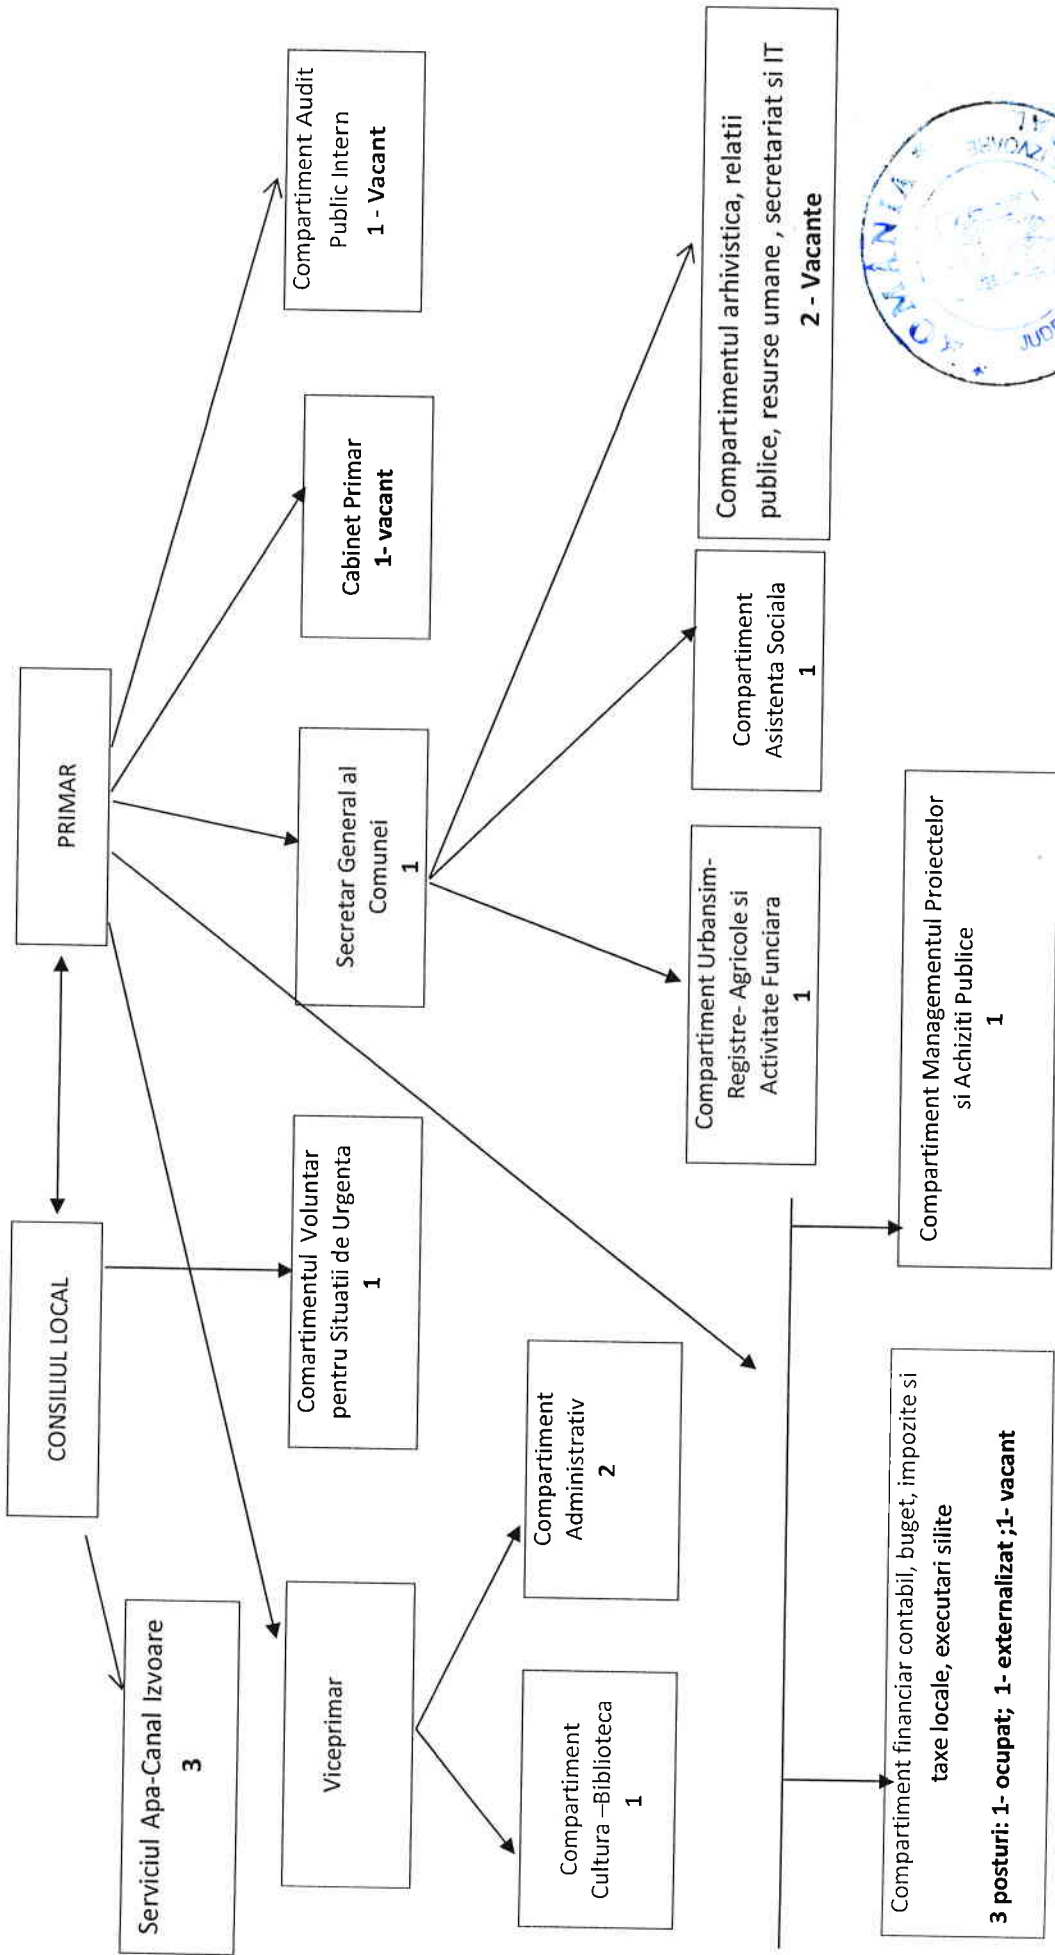 CONSILIUL LOCAL
PRIMAR
Serviciul Apa-Canal Izvoare
3
Comartimentul Voluntar
pentru Situatii de Urgenta
1
Viceprimar
Secretar General al
Comunei
1
Cabinet Primar
1- vacant
Compartiment Audit
Public Intern
1 - Vacant
Compartiment
Cultura –Biblioteca
1
Compartiment
Administrativ
2
Compartiment Urbansim-
Registre- Agricole si
Activitate Funciara
1
Compartiment
Asistenta Sociala
1
Compartimentul arhivistica, relatii
publice, resurse umane , secretariat si IT
2 - Vacante
Compartiment financiar contabil, buget, impozite si
taxe locale, executari silite
3 posturi: 1- ocupat; 1- externalizat ;1- vacant
Compartiment Managementul Proiectelor
si Achiziti Publice
1
* ROMÂNIA *
IZVOARE